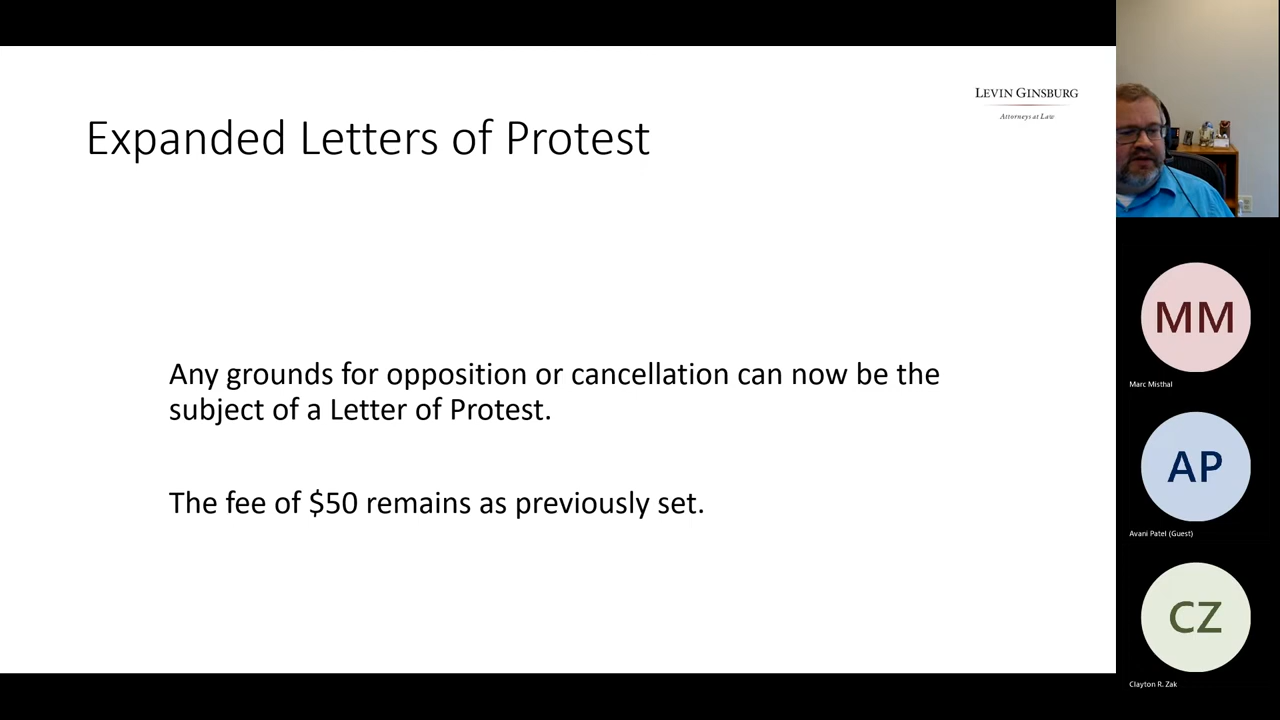 LEVIN GINSBURG
Attorneys at Law
Expanded Letters of Protest
Any grounds for opposition or cancellation can now be the
subject of a Letter of Protest.
The fee of $50 remains as previously set.
MM
Marc Misthal
AP
Avani Patel (Guest)
CZ
Clayton R. Zak